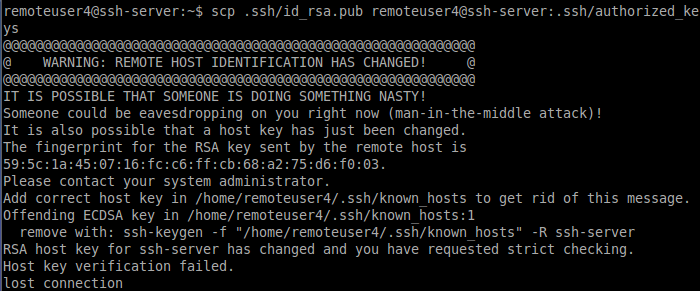 remoteuser4@ssh-server:~$ scp .ssh/id_rsa.pub remoteuser4@ssh-server:.ssh/authorized_ke
ys
@@@@@@@@@@@@@@@@@@@@@@@@@@@@@@@@@@@@@@@@@@@@@@@@@@@@@@@@@@@
@    WARNING: REMOTE HOST IDENTIFICATION HAS CHANGED!     @
@@@@@@@@@@@@@@@@@@@@@@@@@@@@@@@@@@@@@@@@@@@@@@@@@@@@@@@@@@@
IT IS POSSIBLE THAT SOMEONE IS DOING SOMETHING NASTY!
Someone could be eavesdropping on you right now (man-in-the-middle attack)!
It is also possible that a host key has just been changed.
The fingerprint for the RSA key sent by the remote host is
59:5c:1a:45:07:16:fc:c6:ff:cb:68:a2:75:d6:f0:03.
Please contact your system administrator.
Add correct host key in /home/remoteuser4/.ssh/known_hosts to get rid of this message.
Offending ECDSA key in /home/remoteuser4/.ssh/known_hosts:1
  remove with: ssh-keygen -f "/home/remoteuser4/.ssh/known_hosts" -R ssh-server
RSA host key for ssh-server has changed and you have requested strict checking.
Host key verification failed.
lost connection